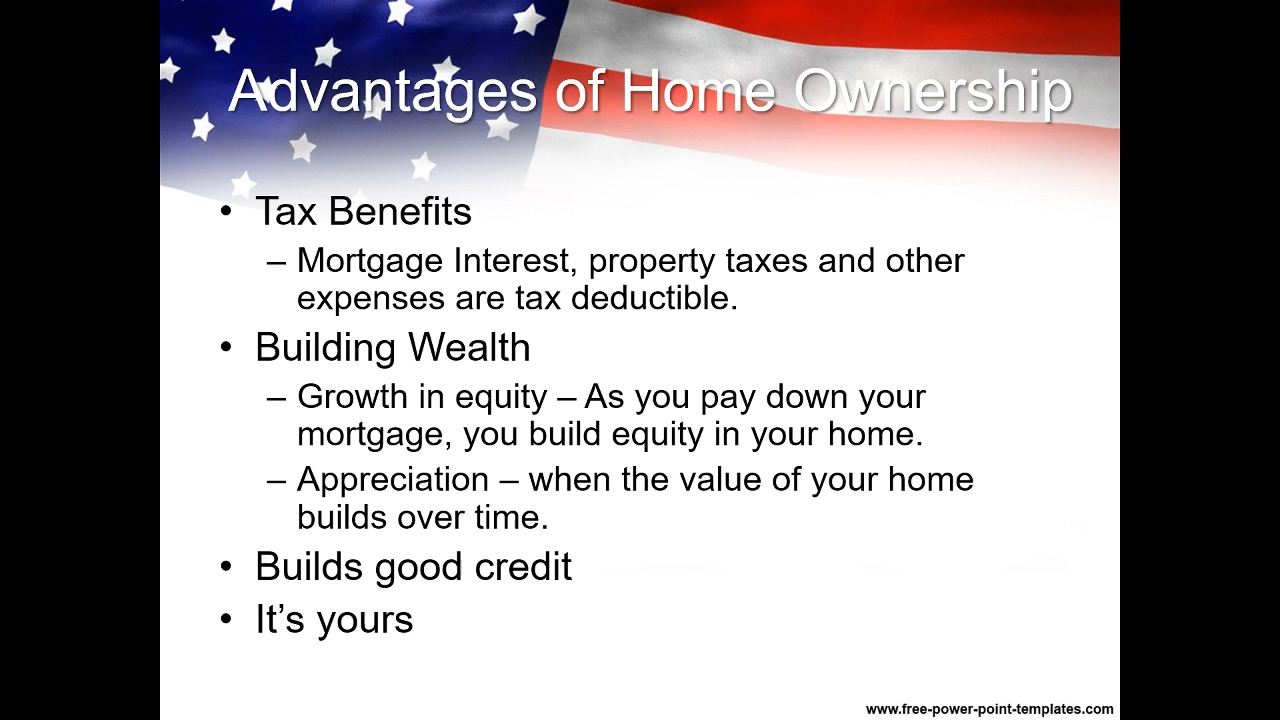 Advantages of Home Ownership
• Tax Benefits
– Mortgage Interest, property taxes and other
expenses are tax deductible.
• Building Wealth
– Growth in equity – As you pay down your
mortgage, you build equity in your home.
– Appreciation – when the value of your home
builds over time.
• Builds good credit
• It’s yours
www.free-power-point-templates.com